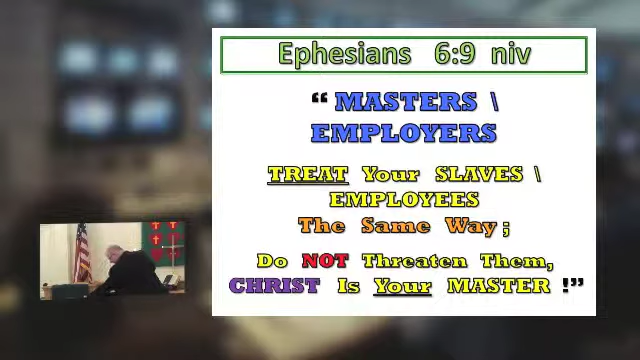 Ephesians 6:9 niv
“ MASTERS \
EMPLOYERS
TREAT Your SLAVES \
EMPLOYEES
The Same Way ;
Do NOT Threaten Them,
CHRIST Is Your MASTER !”